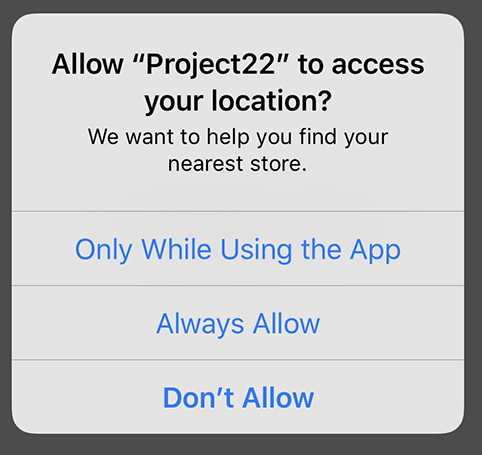 Allow “Project22” to access
your location?
We want to help you find your
nearest store.
Only While Using the App
Always Allow
Don’t Allow